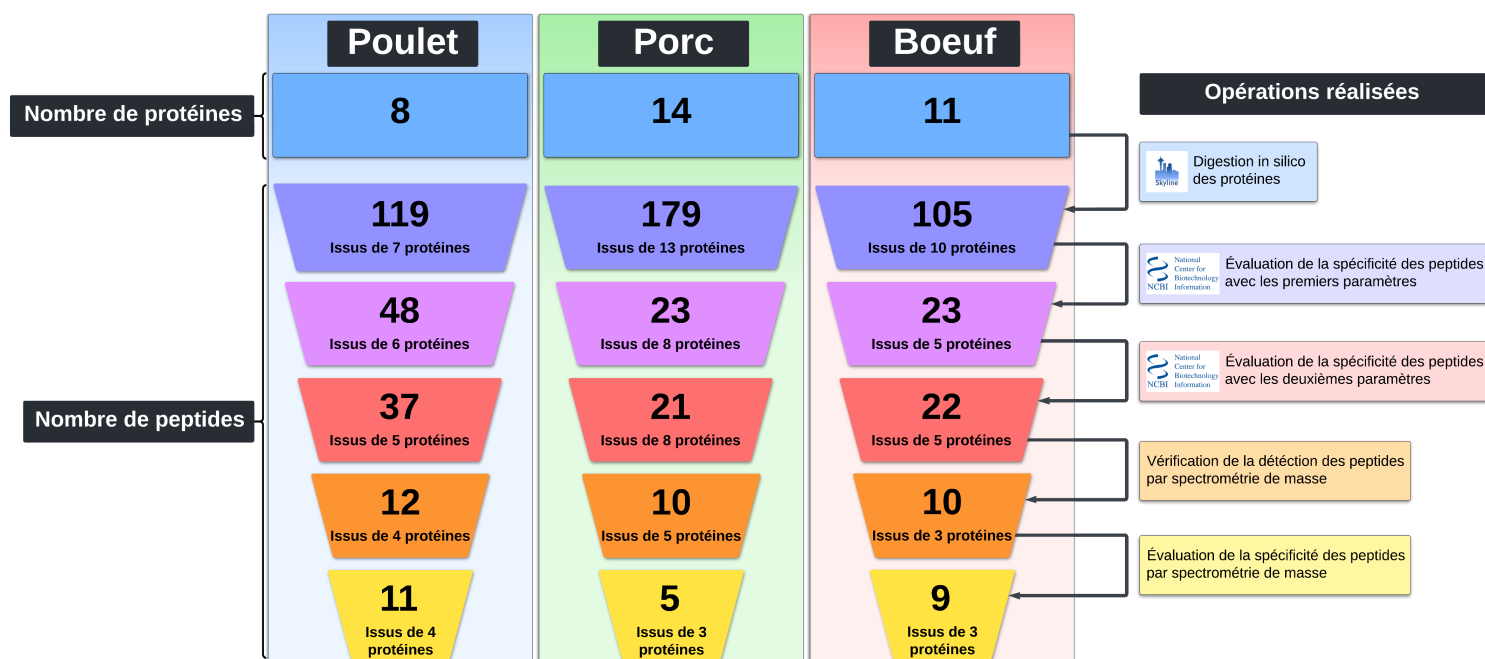 Poulet
Porc
Boeuf
Nombre de protéines
8
14
11
Opérations réalisées
Skyline
Digestion in silico
des protéines
119
Issus de 7 protéines
179
Issus de 13 protéines
105
Issus de 10 protéines
NCBI
National
Center for
Biotechnology
Information
Évaluation de la spécificité des peptides
avec les premiers paramètres
48
Issus de 6 protéines
23
Issus de 8 protéines
23
Issus de 5 protéines
NCBI
National
Center for
Biotechnology
Information
Évaluation de la spécificité des peptides
avec les deuxièmes paramètres
Nombre de peptides
37
Issus de 5 protéines
21
Issus de 8 protéines
22
Issus de 5 protéines
Vérification de la détéction des peptides
par spectrométrie de masse
12
Issus de 4 protéines
10
Issus de 5 protéines
10
Issus de 3 protéines
Évaluation de la spécificité des peptides
par spectrométrie de masse
11
Issus de 4
protéines
5
Issus de 3
protéines
9
Issus de 3
protéines